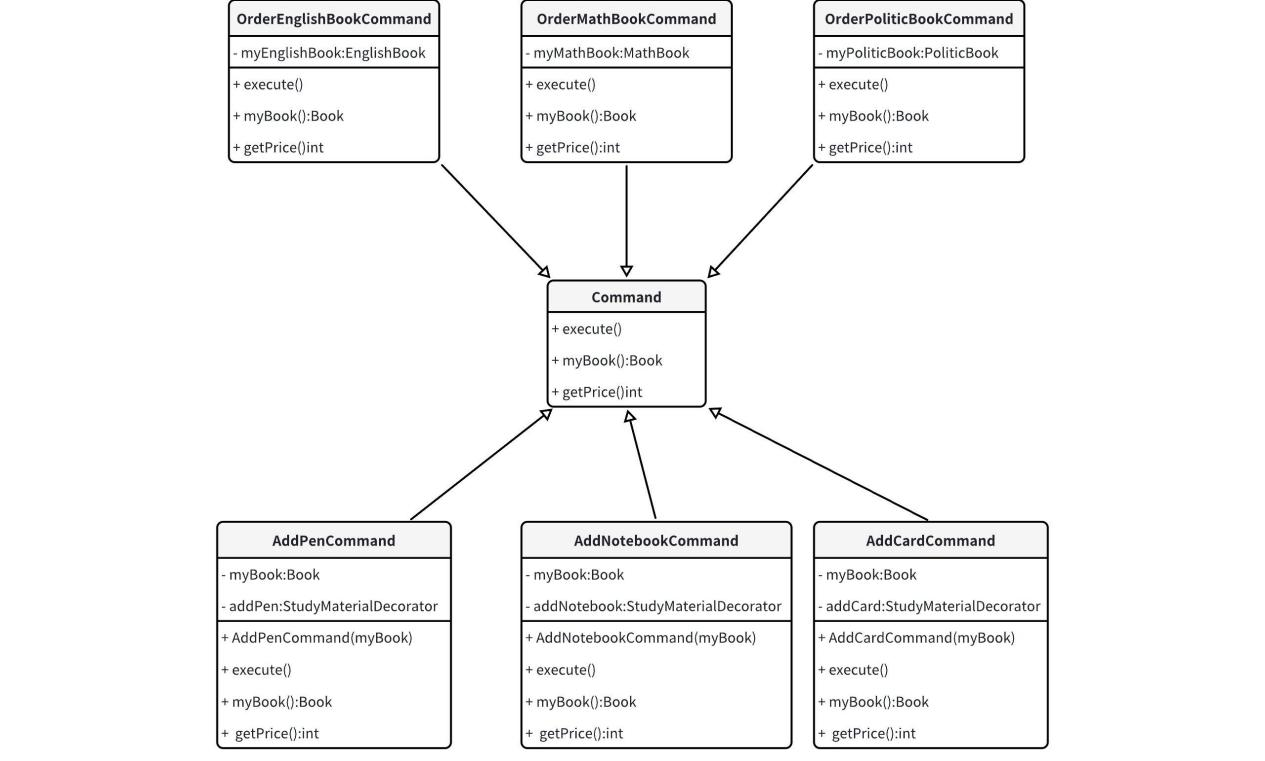 OrderEnglishBookCommand
- myEnglishBook:EnglishBook
+ execute()
+ myBook():Book
+ getPrice()int
OrderMathBookCommand
- myMathBook:MathBook
+ execute()
+ myBook():Book
+ getPrice():int
OrderPoliticBookCommand
- myPoliticBook:PoliticBook
+ execute()
+ myBook():Book
+ getPrice():int
Command
+ execute()
+ myBook():Book
+ getPrice()int
AddPenCommand
- myBook:Book
- addPen:StudyMaterialDecorator
+ AddPenCommand(myBook)
+ execute()
+ myBook():Book
+ getPrice():int
AddNotebookCommand
- myBook:Book
- addNotebook:StudyMaterialDecorator
+ AddNotebookCommand(myBook)
+ execute()
+ myBook():Book
+ getPrice():int
AddCardCommand
- myBook:Book
- addCard:StudyMaterialDecorator
+ AddCardCommand(myBook)
+ execute()
+ myBook():Book
+ getPrice():int